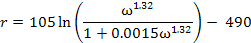 r = 105 ln ( ω^1.32 / (1 + 0.0015ω^1.32) ) − 490